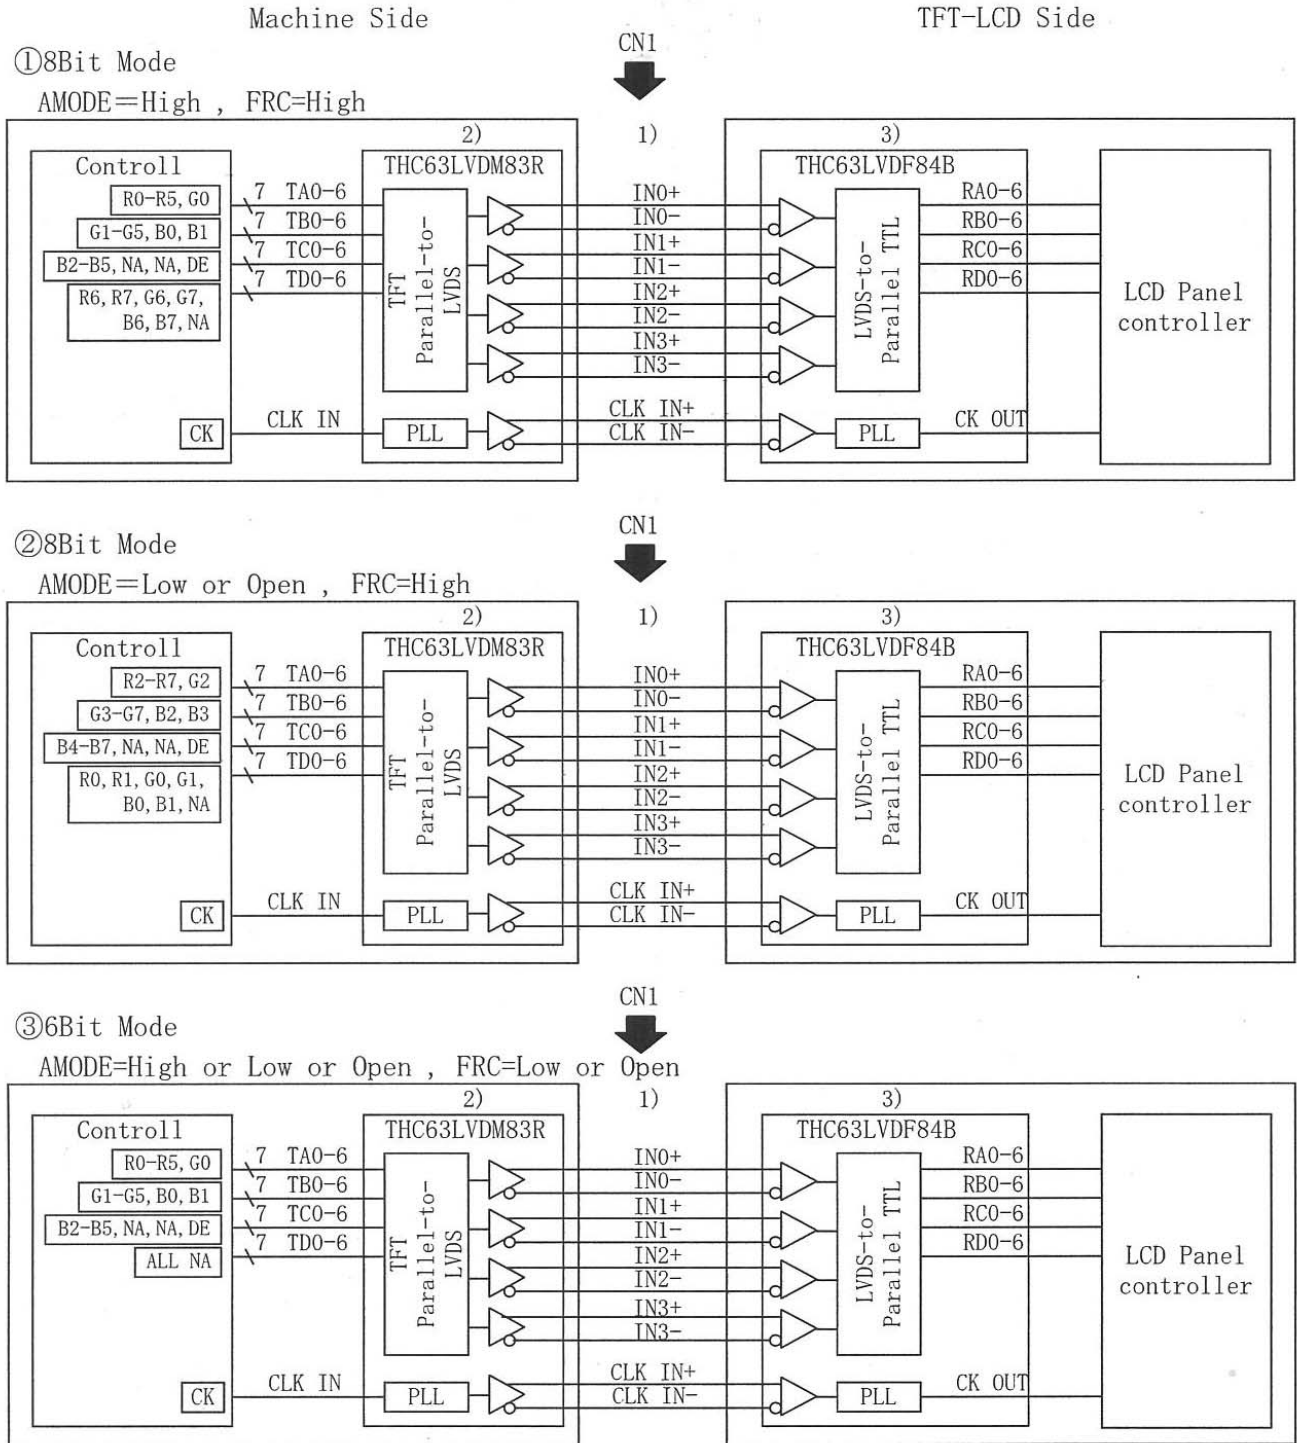 Machine Side
TFT-LCD Side
CN1
①8Bit Mode
AMODE=High , FRC=High
2)
1)
3)
Controll
THC63LVDM83R
THC63LVDF84B
R0-R5, G0
7 TA0-6
IN0+
RA0-6
IN0-
G1-G5, B0, B1
7 TB0-6
RB0-6
IN1+
B2-B5, NA, NA, DE
7 TC0-6
IN1-
RC0-6
R6, R7, G6, G7,
B6, B7, NA
7 TD0-6
IN2+
RD0-6
IN2-
IN3+
IN3-
TFT
Parallel-to-
LVDS
LVDS-to-
Parallel TTL
LCD Panel
controller
CK
CLK IN
PLL
CLK IN+
CLK IN-
PLL
CK OUT
CN1
②8Bit Mode
AMODE=Low or Open , FRC=High
2)
1)
3)
Controll
THC63LVDM83R
THC63LVDF84B
R2-R7, G2
7 TA0-6
IN0+
RA0-6
IN0-
G3-G7, B2, B3
7 TB0-6
RB0-6
IN1+
B4-B7, NA, NA, DE
7 TC0-6
IN1-
RC0-6
R0, R1, G0, G1,
B0, B1, NA
7 TD0-6
IN2+
RD0-6
IN2-
IN3+
IN3-
TFT
Parallel-to-
LVDS
LVDS-to-
Parallel TTL
LCD Panel
controller
CK
CLK IN
PLL
CLK IN+
CLK IN-
PLL
CK OUT
CN1
③6Bit Mode
AMODE=High or Low or Open , FRC=Low or Open
2)
1)
3)
Controll
THC63LVDM83R
THC63LVDF84B
R0-R5, G0
7 TA0-6
IN0+
RA0-6
IN0-
G1-G5, B0, B1
7 TB0-6
RB0-6
IN1+
B2-B5, NA, NA, DE
7 TC0-6
IN1-
RC0-6
ALL NA
7 TD0-6
IN2+
RD0-6
IN2-
IN3+
IN3-
TFT
Parallel-to-
LVDS
LVDS-to-
Parallel TTL
LCD Panel
controller
CK
CLK IN
PLL
CLK IN+
CLK IN-
PLL
CK OUT